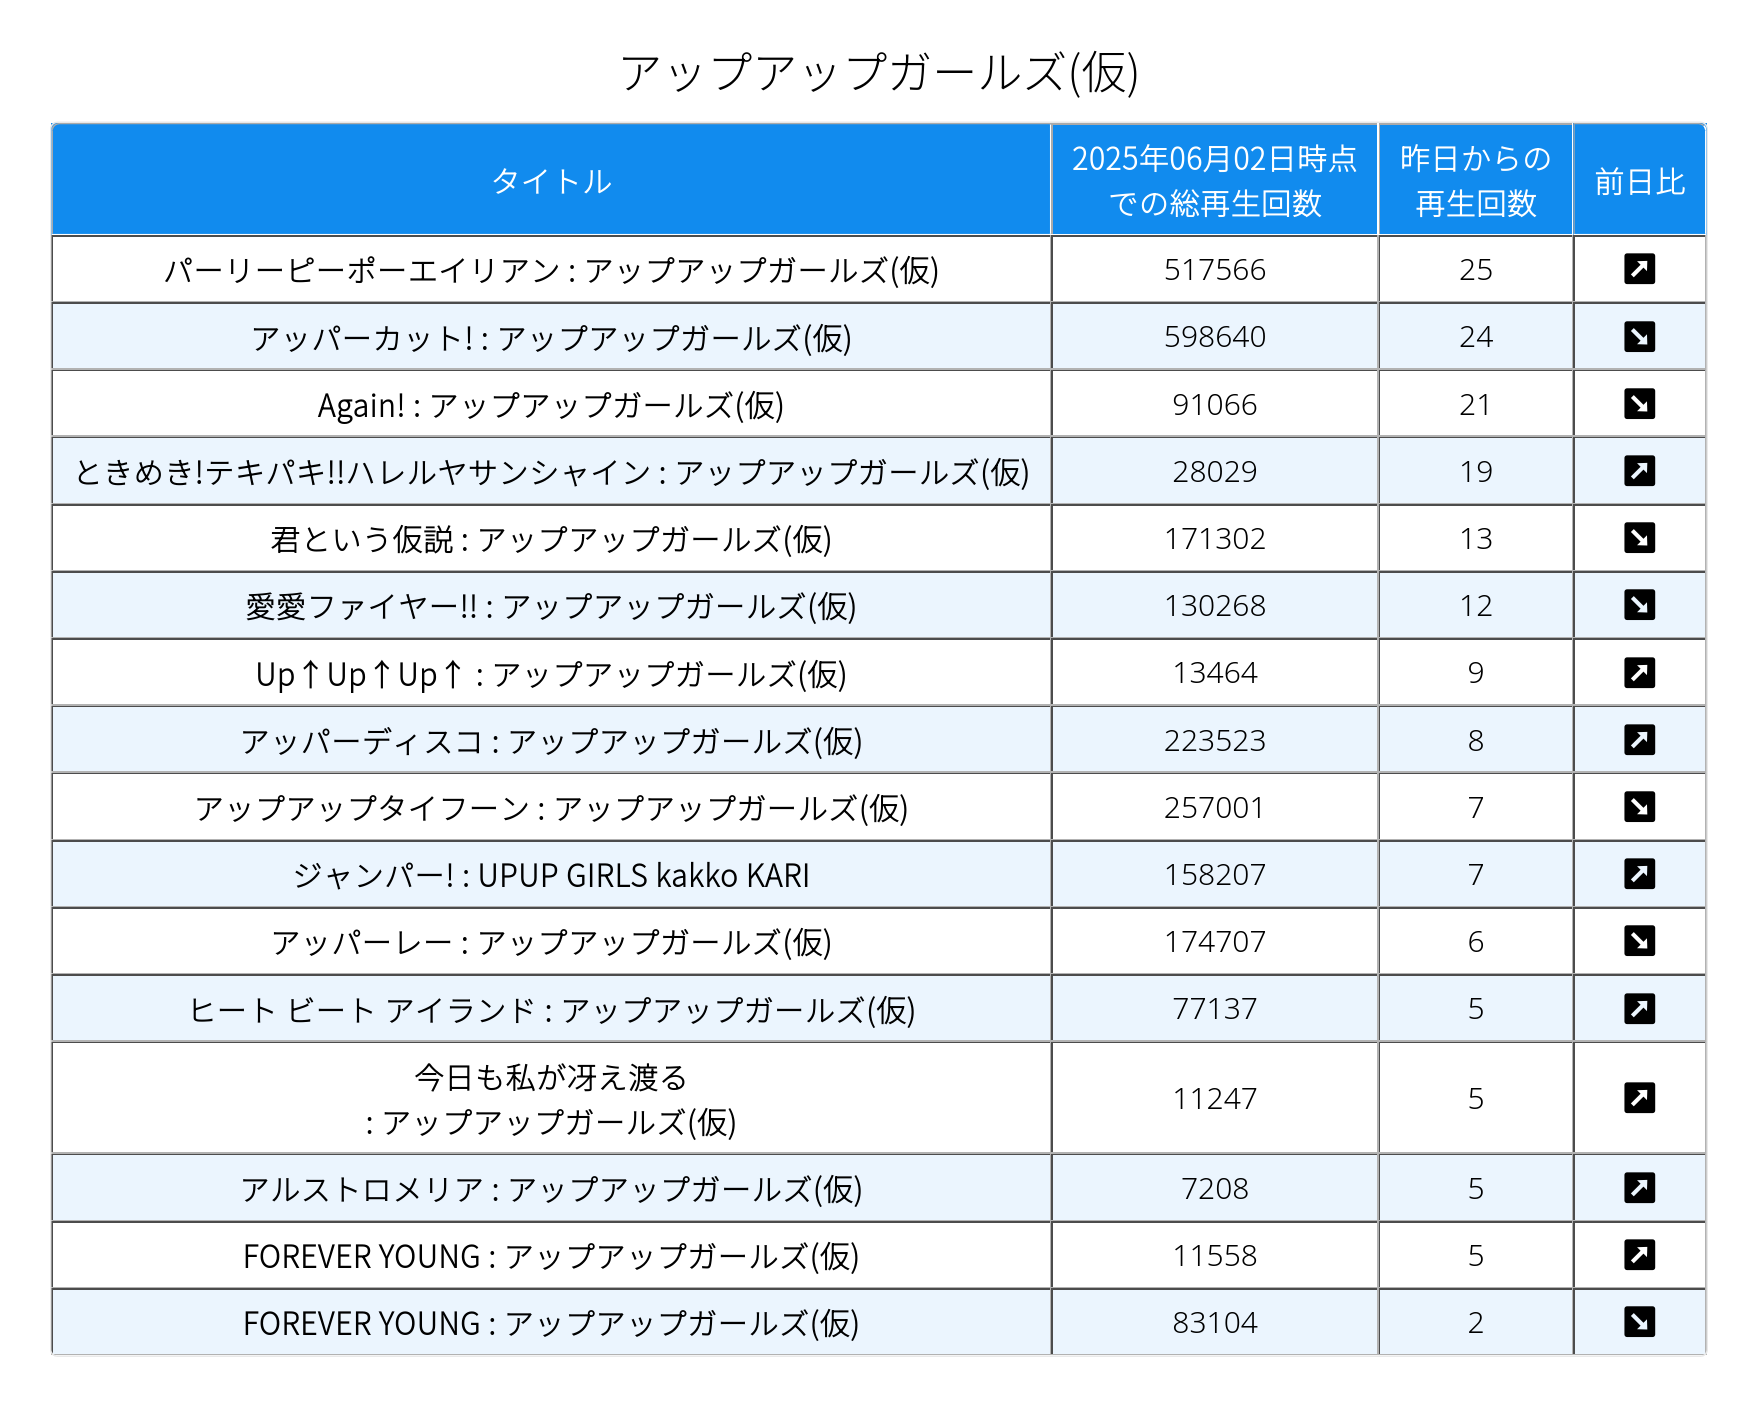 アップアップガールズ(仮)
タイトル
2025年06月02日時点
での総再生回数
昨日からの
再生回数
前日比
パーリーピーポーエイリアン : アップアップガールズ(仮) 517566 25 ↗
アッパーカット! : アップアップガールズ(仮) 598640 24 ↘
Again! : アップアップガールズ(仮) 91066 21 ↘
ときめき!テキパキ!!ハレルヤサンシャイン : アップアップガールズ(仮) 28029 19 ↗
君という仮説 : アップアップガールズ(仮) 171302 13 ↘
愛愛ファイヤー!! : アップアップガールズ(仮) 130268 12 ↘
Up↑Up↑Up↑ : アップアップガールズ(仮) 13464 9 ↗
アッパーディスコ : アップアップガールズ(仮) 223523 8 ↗
アップアップタイフーン : アップアップガールズ(仮) 257001 7 ↘
ジャンパー! : UPUP GIRLS kakko KARI 158207 7 ↗
アッパーレー : アップアップガールズ(仮) 174707 6 ↘
ヒート ビート アイランド : アップアップガールズ(仮) 77137 5 ↗
今日も私が冴え渡る
: アップアップガールズ(仮) 11247 5 ↗
アルストロメリア : アップアップガールズ(仮) 7208 5 ↗
FOREVER YOUNG : アップアップガールズ(仮) 11558 5 ↗
FOREVER YOUNG : アップアップガールズ(仮) 83104 2 ↘